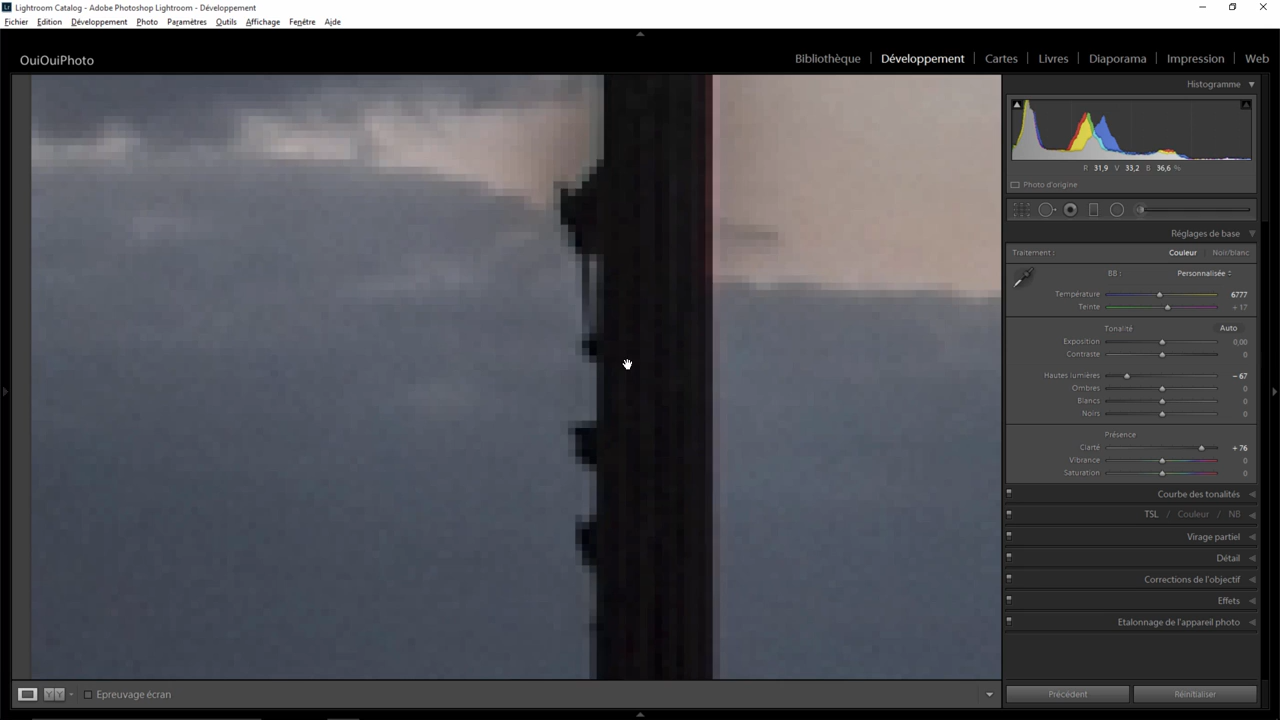 Lightroom Catalog - Adobe Photoshop Lightroom - Développement
Fichier Edition Développement Photo Paramètres Outils Affichage Fenêtre Aide
OuiOuiPhoto
Bibliothèque | Développement | Cartes | Livres | Diaporama | Impression | Web
Histogramme
R 31,9 V 33,2 B 36,6 %
Photo d'origine
Réglages de base
Traitement : Couleur Noir/blanc
BB : Personnalisée
Température 6777
Teinte + 17
Tonalité Auto
Exposition 0,00
Contraste 0
Hautes lumières - 67
Ombres 0
Blancs 0
Noirs 0
Présence
Clarté + 76
Vibrance 0
Saturation 0
Courbe des tonalités
TSL / Couleur / NB
Virage partiel
Détail
Corrections de l'objectif
Effets
Etalonnage de l'appareil photo
YY Epreuvage écran
Précédent Réinitialiser